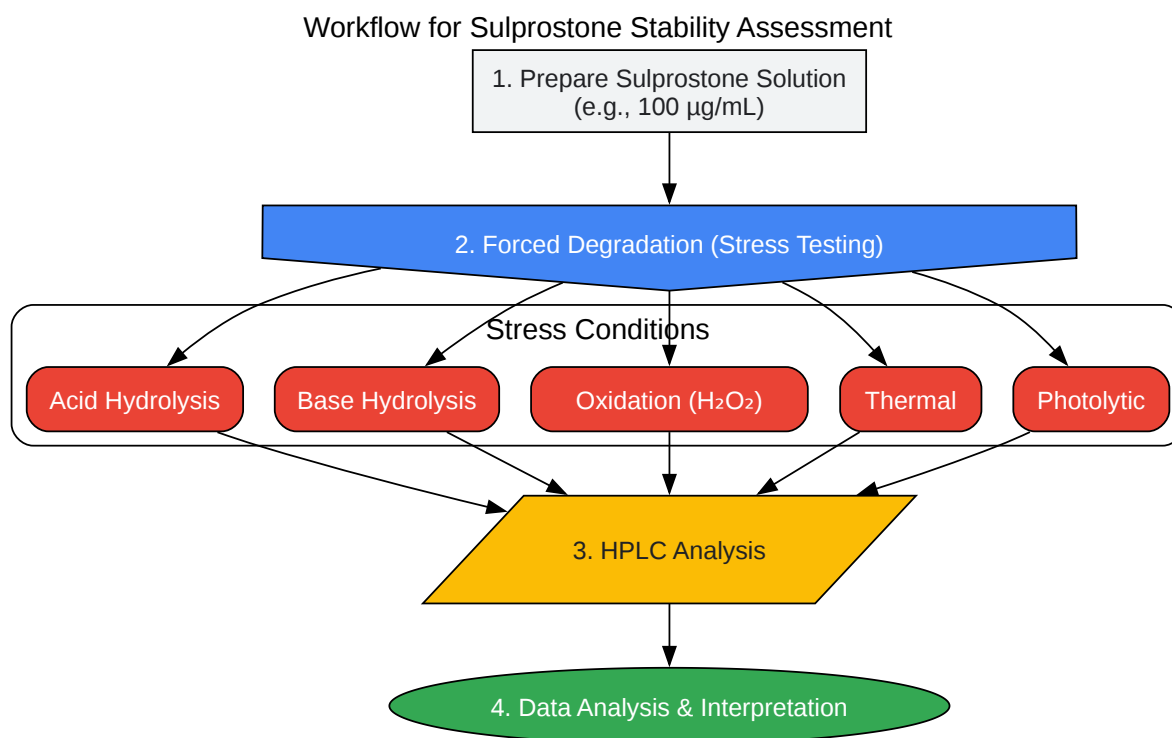 Workflow for Sulprostone Stability Assessment
1. Prepare Sulprostone Solution
(e.g., 100 µg/mL)
2. Forced Degradation (Stress Testing)
Stress Conditions
Acid Hydrolysis
Base Hydrolysis
Oxidation (H₂O₂)
Thermal
Photolytic
3. HPLC Analysis
4. Data Analysis & Interpretation